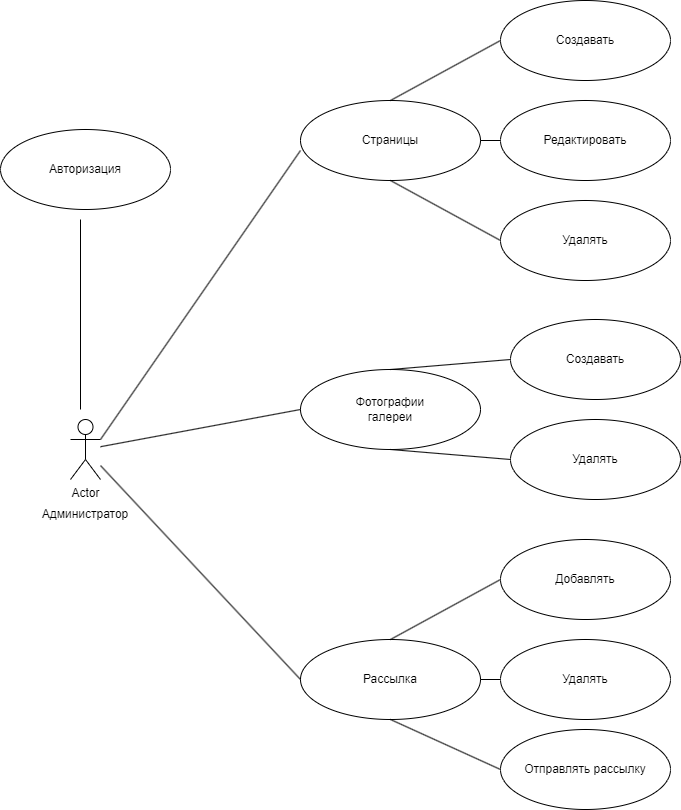 Создавать
Страницы
Редактировать
Авторизация
Удалять
Создавать
Фотографии
галереи
Удалять
Actor
Администратор
Добавлять
Рассылка
Удалять
Отправлять рассылку